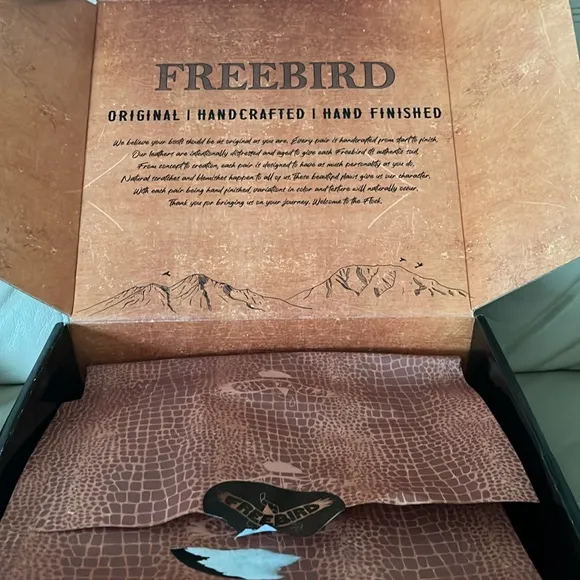 FREEBIRD
ORIGINAL | HANDCRAFTED | HAND FINISHED
We believe your boots should be as original as you are. Every pair is handcrafted from start to finish.
Our leathers are intentionally distressed and aged to give each Freebird its authentic soul.
From concept to creation, each pair is designed to have as much personality as you do.
Natural scratches and blemishes happen to all of us. These beautiful flaws give us our character.
With each pair being hand finished, variations in color and texture will naturally occur.
Thank you for bringing us on your journey. Welcome to the Flock.
FREEBIRD